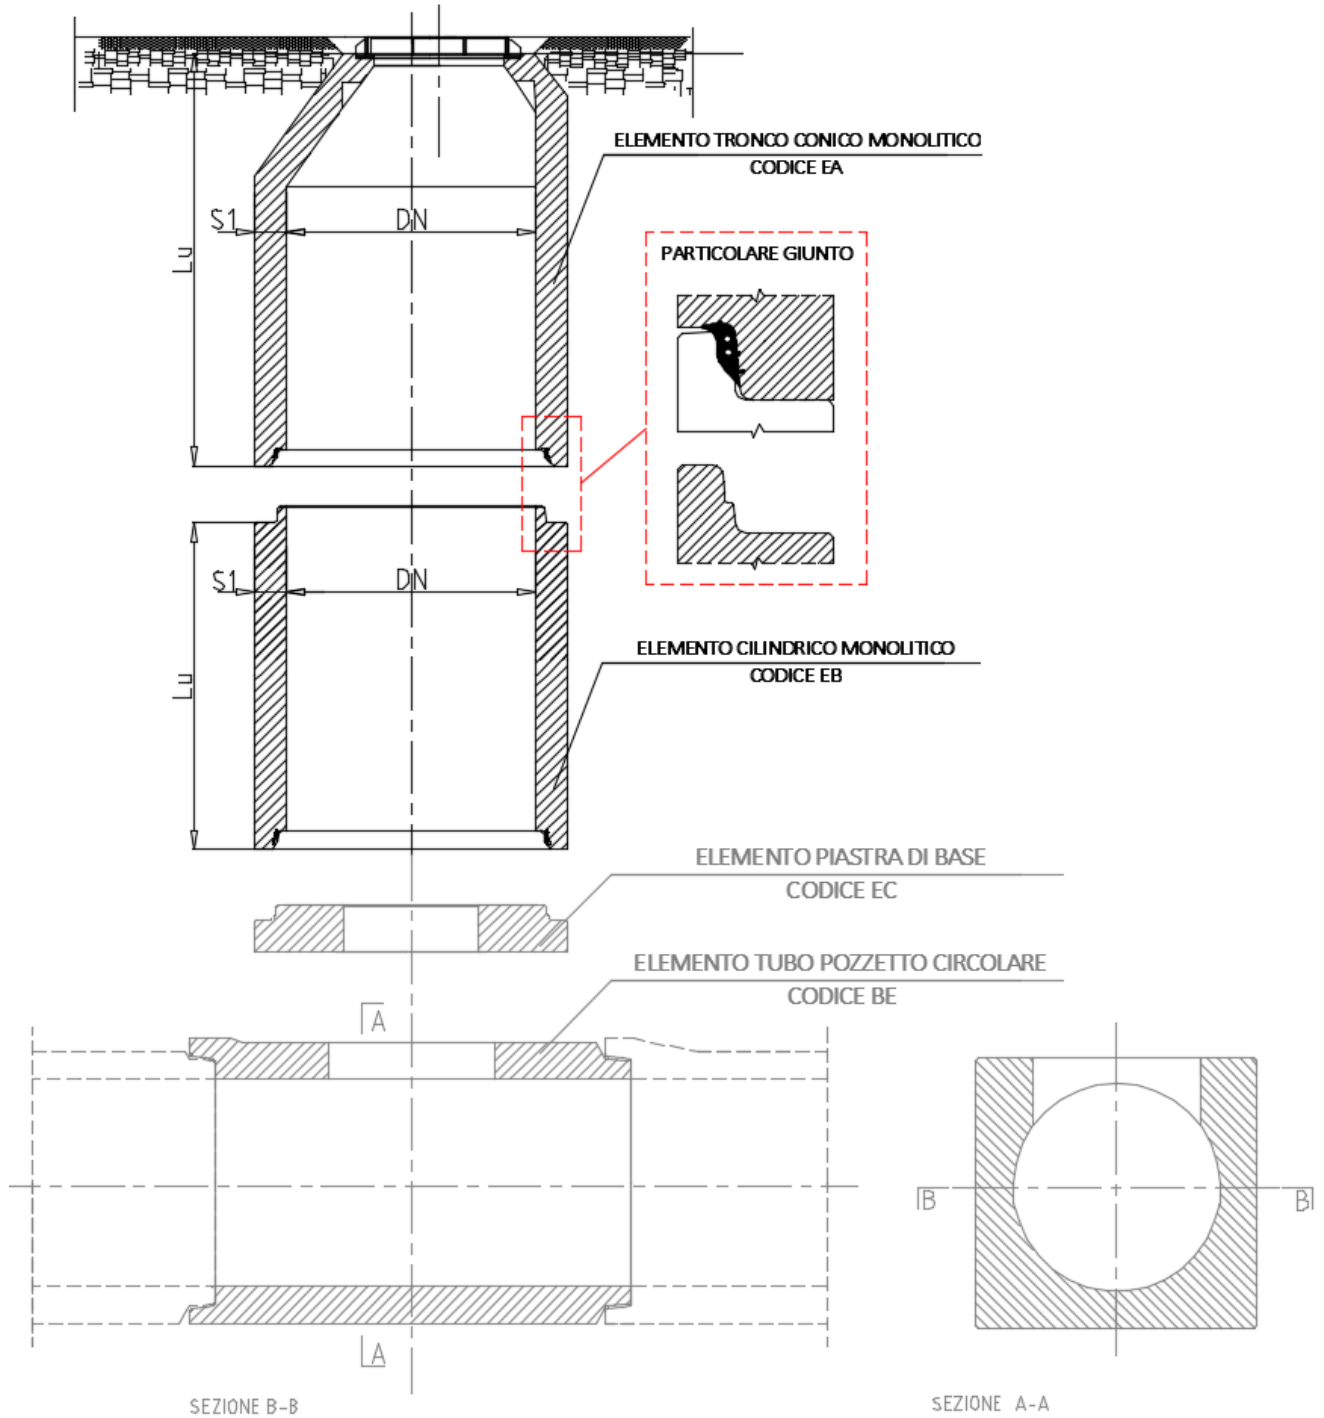 ELEMENTO TRONCO CONICO MONOLITICO
CODICE EA
S1
DN
Lu
PARTICOLARE GIUNTO
S1
DN
ELEMENTO CILINDRICO MONOLITICO
CODICE EB
Lu
ELEMENTO PIASTRA DI BASE
CODICE EC
ELEMENTO TUBO POZZETTO CIRCOLARE
CODICE BE
A
B
B
A
SEZIONE B-B
SEZIONE A-A